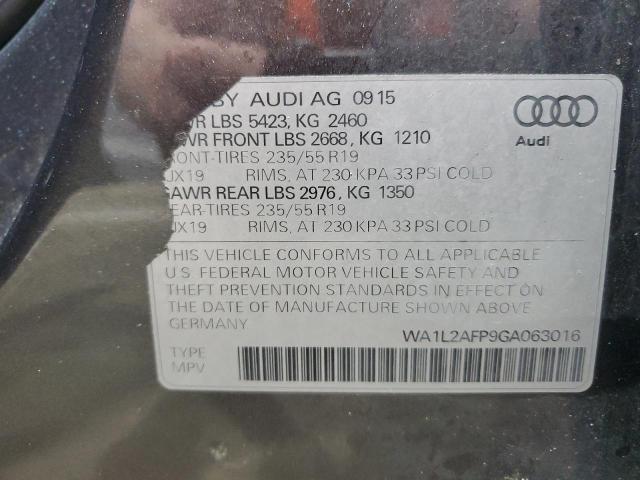 BY AUDI AG 09 15
WR LBS 5423, KG 2460
WR FRONT LBS 2668, KG 1210
RONT-TIRES 235/55 R19
JX19 RIMS, AT 230 KPA 33 PSI COLD
GAWR REAR LBS 2976, KG 1350
EAR-TIRES 235/55 R19
JX19 RIMS, AT 230 KPA 33 PSI COLD
Audi
THIS VEHICLE CONFORMS TO ALL APPLICABLE
U.S. FEDERAL MOTOR VEHICLE SAFETY AND
THEFT PREVENTION STANDARDS IN EFFECT ON
THE DATE OF MANUFACTURE SHOWN ABOVE.
GERMANY
WA1L2AFP9GA063016
TYPE
MPV